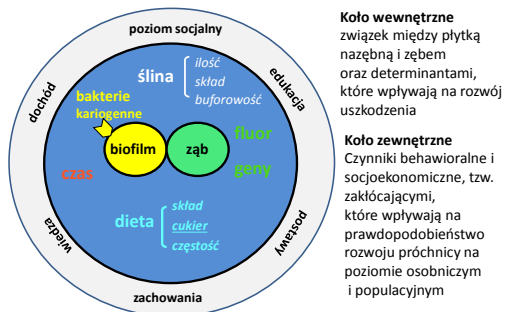 poziom socjalny
dochód
edukacja
ślina
ilość
skład
buforowość
bakterie
kariogenne
biofilm
ząb
fluor
geny
czas
dieta
skład
cukier
częstość
wiedza
postawy
zachowania
Koło wewnętrzne
związek między płytką
nazębną i zębem
oraz determinantami,
które wpływają na rozwój
uszkodzenia
Koło zewnętrzne
Czynniki behawioralne i
socjoekonomiczne, tzw.
zakłócającymi,
które wpływają na
prawdopodobieństwo
rozwoju próchnicy na
poziomie osobniczym
i populacyjnym